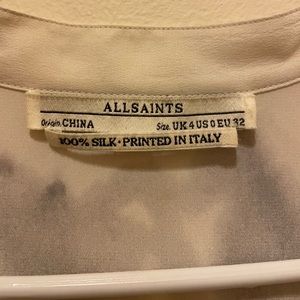 ALLSAINTS
Origin. CHINA Size. UK 4 US 0 EU 32
100% SILK • PRINTED IN ITALY